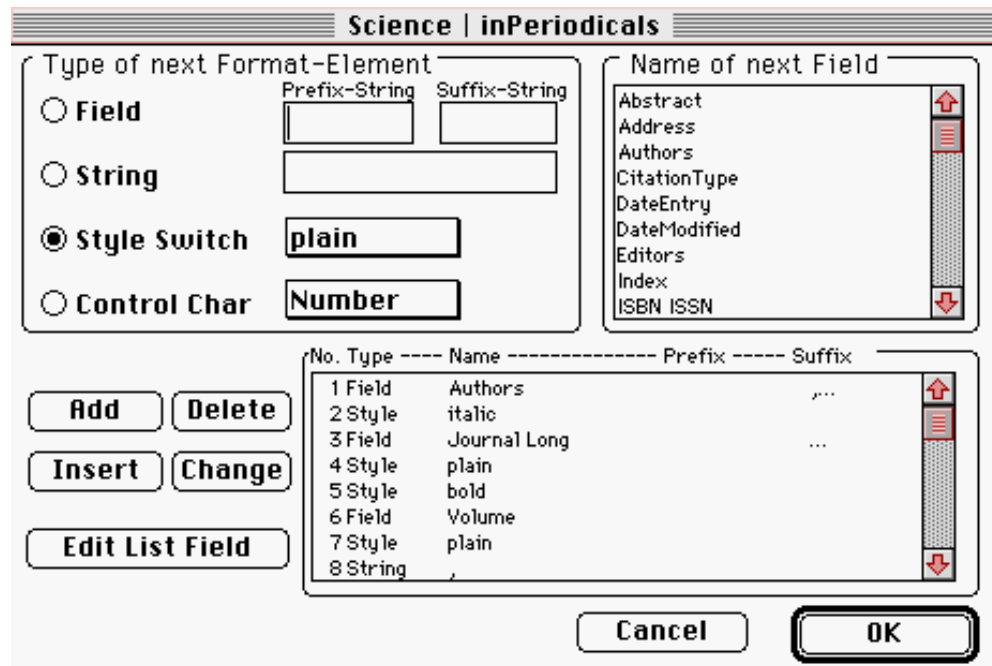 Science | inPeriodicals
Type of next Format-Element
Prefix-String Suffix-String
Field
String
Style Switch plain
Control Char Number
Name of next Field
Abstract
Address
Authors
CitationType
DateEntry
DateModified
Editors
Index
ISBN ISSN
No. Type ---- Name -------------- Prefix ----- Suffix
1 Field Authors ,...
2 Style italic
3 Field Journal Long ...
4 Style plain
5 Style bold
6 Field Volume
7 Style plain
8 String ,
Add Delete
Insert Change
Edit List Field
Cancel OK